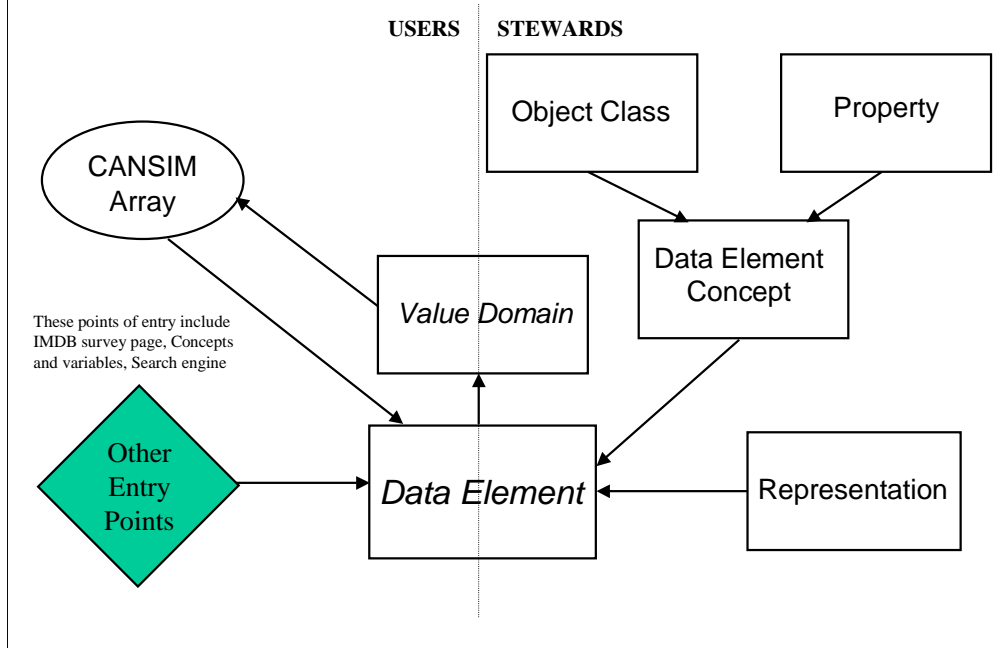 USERS STEWARDS
Object Class
Property
CANSIM
Array
Data Element
Concept
Value Domain
These points of entry include
IMDB survey page, Concepts
and variables, Search engine
Other
Entry
Points
Data Element
Representation